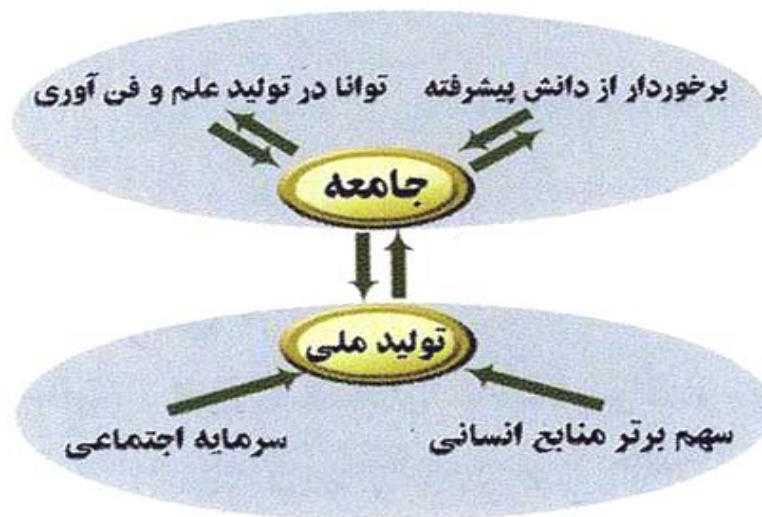 برخوردار از دانش پیشرفته
توانا در تولید علم و فن آوری
جامعه
تولید ملی
سهم برتر منابع انسانی
سرمایه اجتماعی